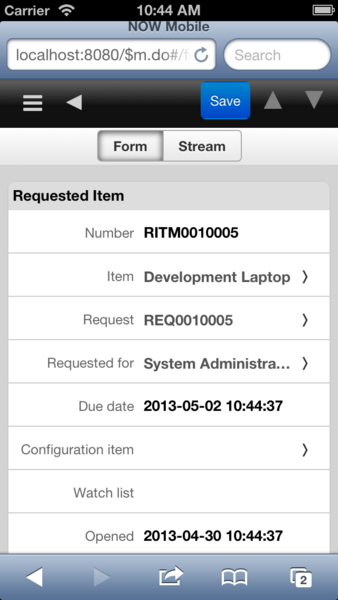 Carrier 10:44 AM
NOW Mobile
localhost:8080/$m.do#/f Search
Save
Form Stream
Requested Item
Number RITM0010005
Item Development Laptop
Request REQ0010005
Requested for System Administra...
Due date 2013-05-02 10:44:37
Configuration item
Watch list
Opened 2013-04-30 10:44:37
2